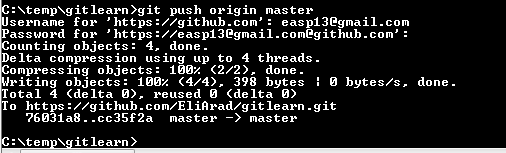 C:\temp\gitlearn>git push origin master
Username for 'https://github.com': easp13@gmail.com
Password for 'https://easp13@gmail.com@github.com':
Counting objects: 4, done.
Delta compression using up to 4 threads.
Compressing objects: 100% (2/2), done.
Writing objects: 100% (4/4), 398 bytes ¦ 0 bytes/s, done.
Total 4 (delta 0), reused 0 (delta 0)
To https://github.com/EliArad/gitlearn.git
76031a8..cc35f2a  master -> master
C:\temp\gitlearn>